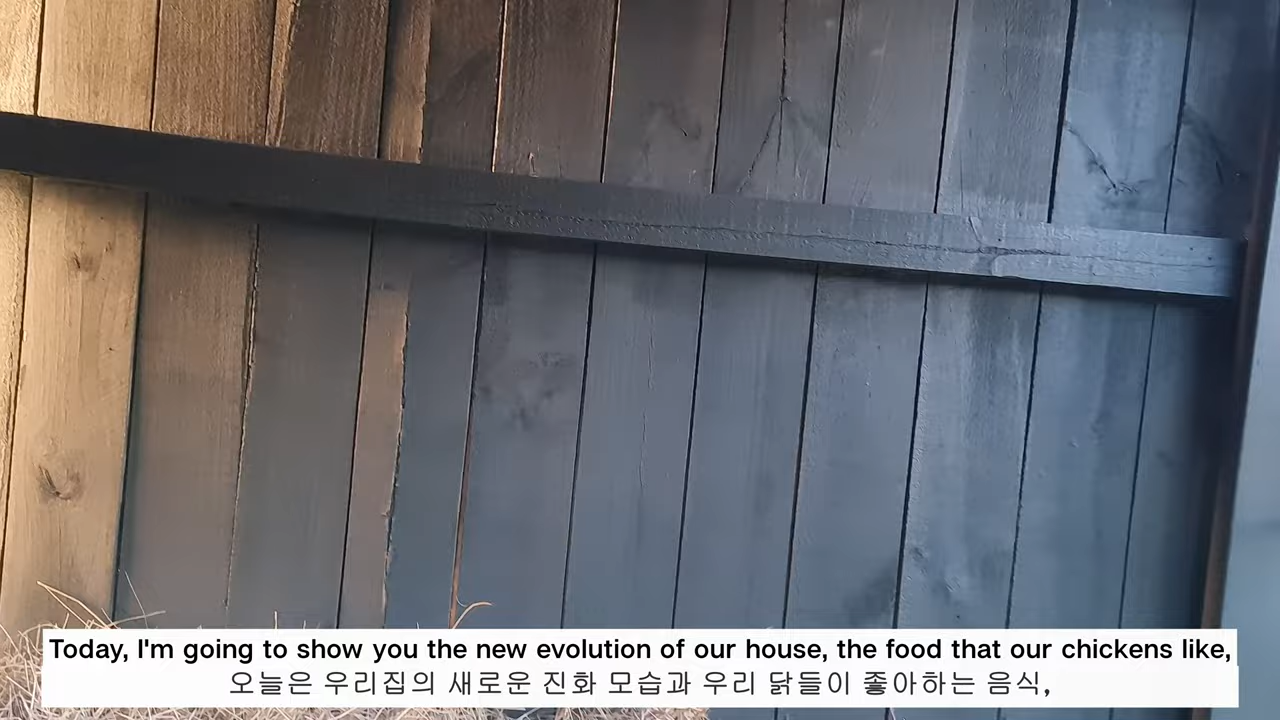 Today, I'm going to show you the new evolution of our house, the food that our chickens like,
오늘은 우리집의 새로운 진화 모습과 우리 닭들이 좋아하는 음식,